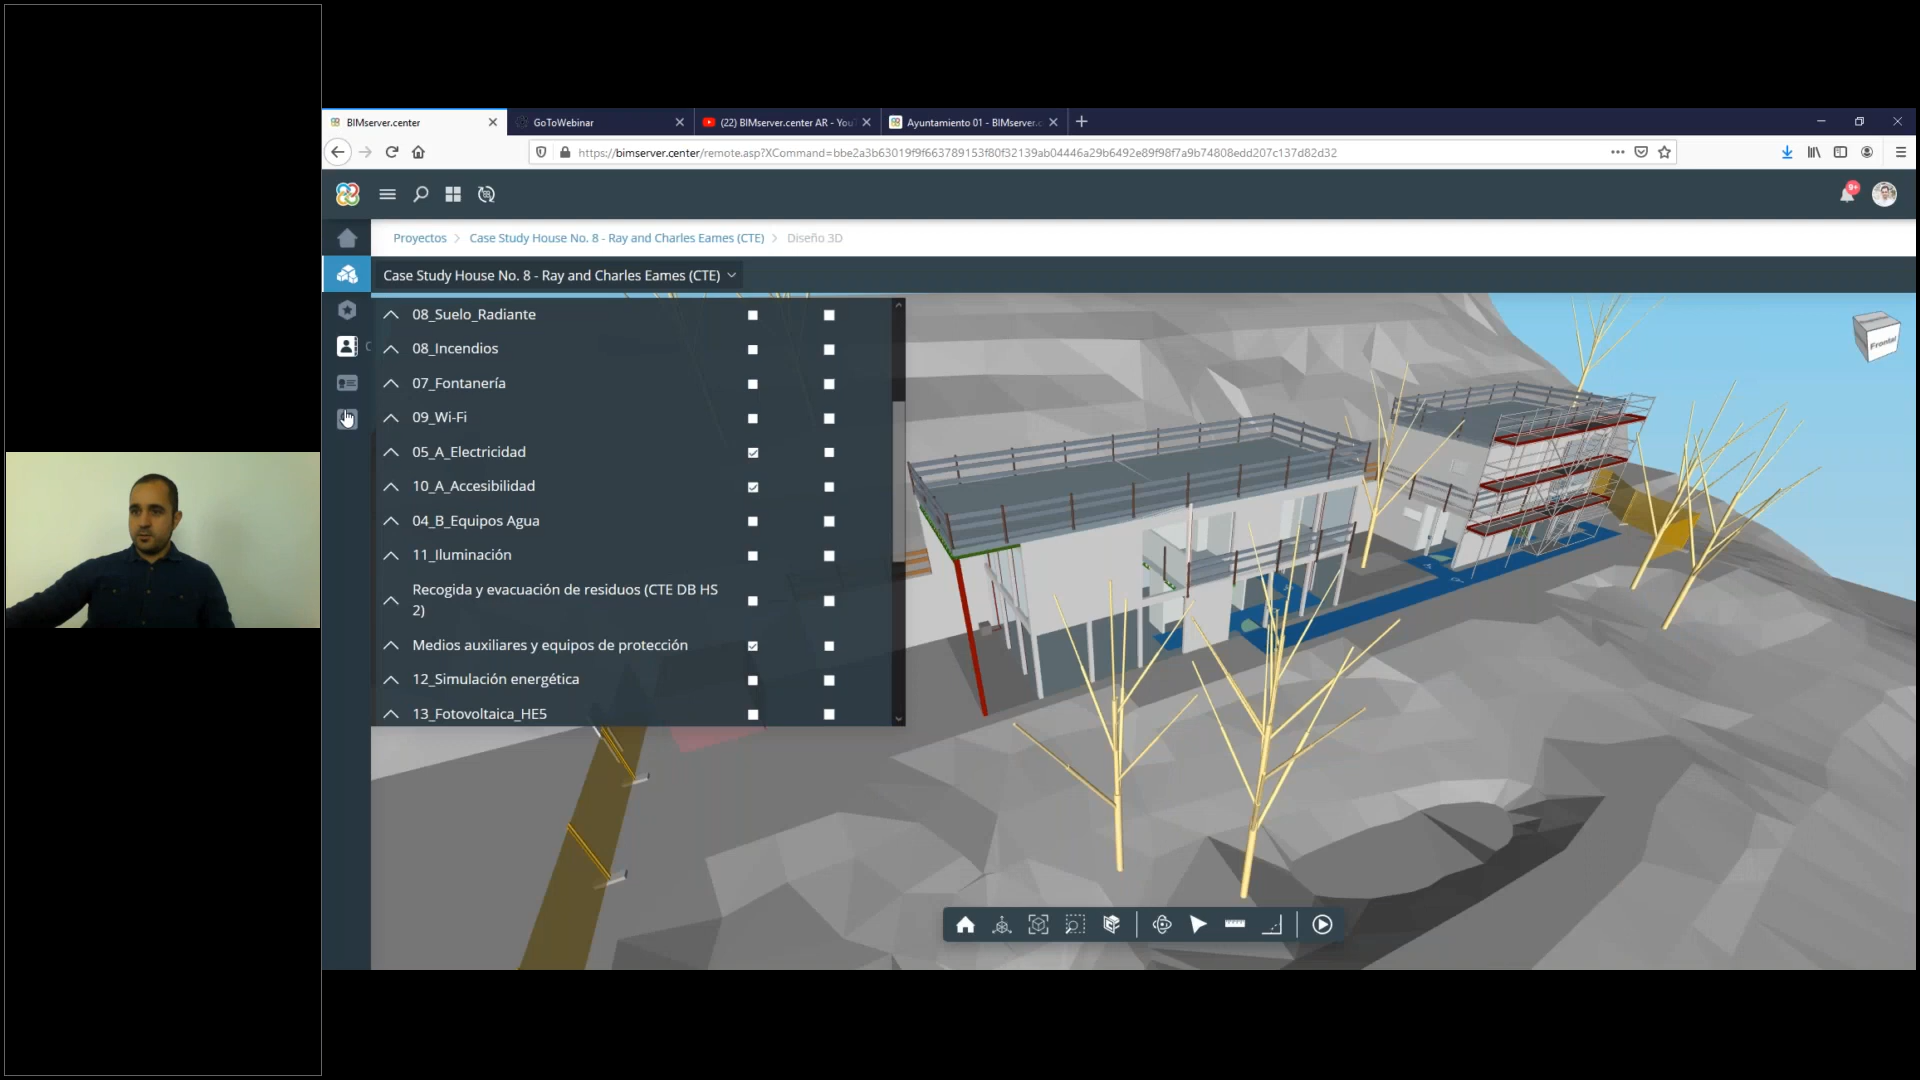 BIMserver.center
GoToWebinar
(22) BIMserver.center AR - YouT
Ayuntamiento 01 - BIMserver.c
https://bimserver.center/remote.asp?XCommand=bbe2a3b63019f9f663789153f80f32139ab04446a29b6492e89f98f7a9b74808edd207c137d82d32
9+
Proyectos > Case Study House No. 8 - Ray and Charles Eames (CTE) > Diseño 3D
Case Study House No. 8 - Ray and Charles Eames (CTE)
08_Suelo_Radiante
08_Incendios
07_Fontanería
09_Wi-Fi
05_A_Electricidad
10_A_Accesibilidad
04_B_Equipos Agua
11_Iluminación
Recogida y evacuación de residuos (CTE DB HS
2)
Medios auxiliares y equipos de protección
12_Simulación energética
13_Fotovoltaica_HE5
Frontal